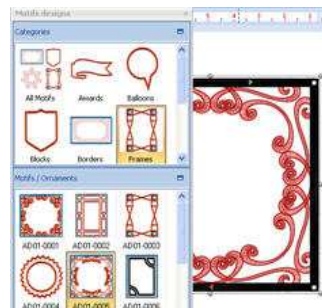 Motifs designs
Categories
All Motifs
Awards
Balloons
Blocks
Borders
Frames
Motifs / Ornaments
AD01-0001
AD01-0002
AD01-0003
AD01-0004
AD01-0005
AD01-0006